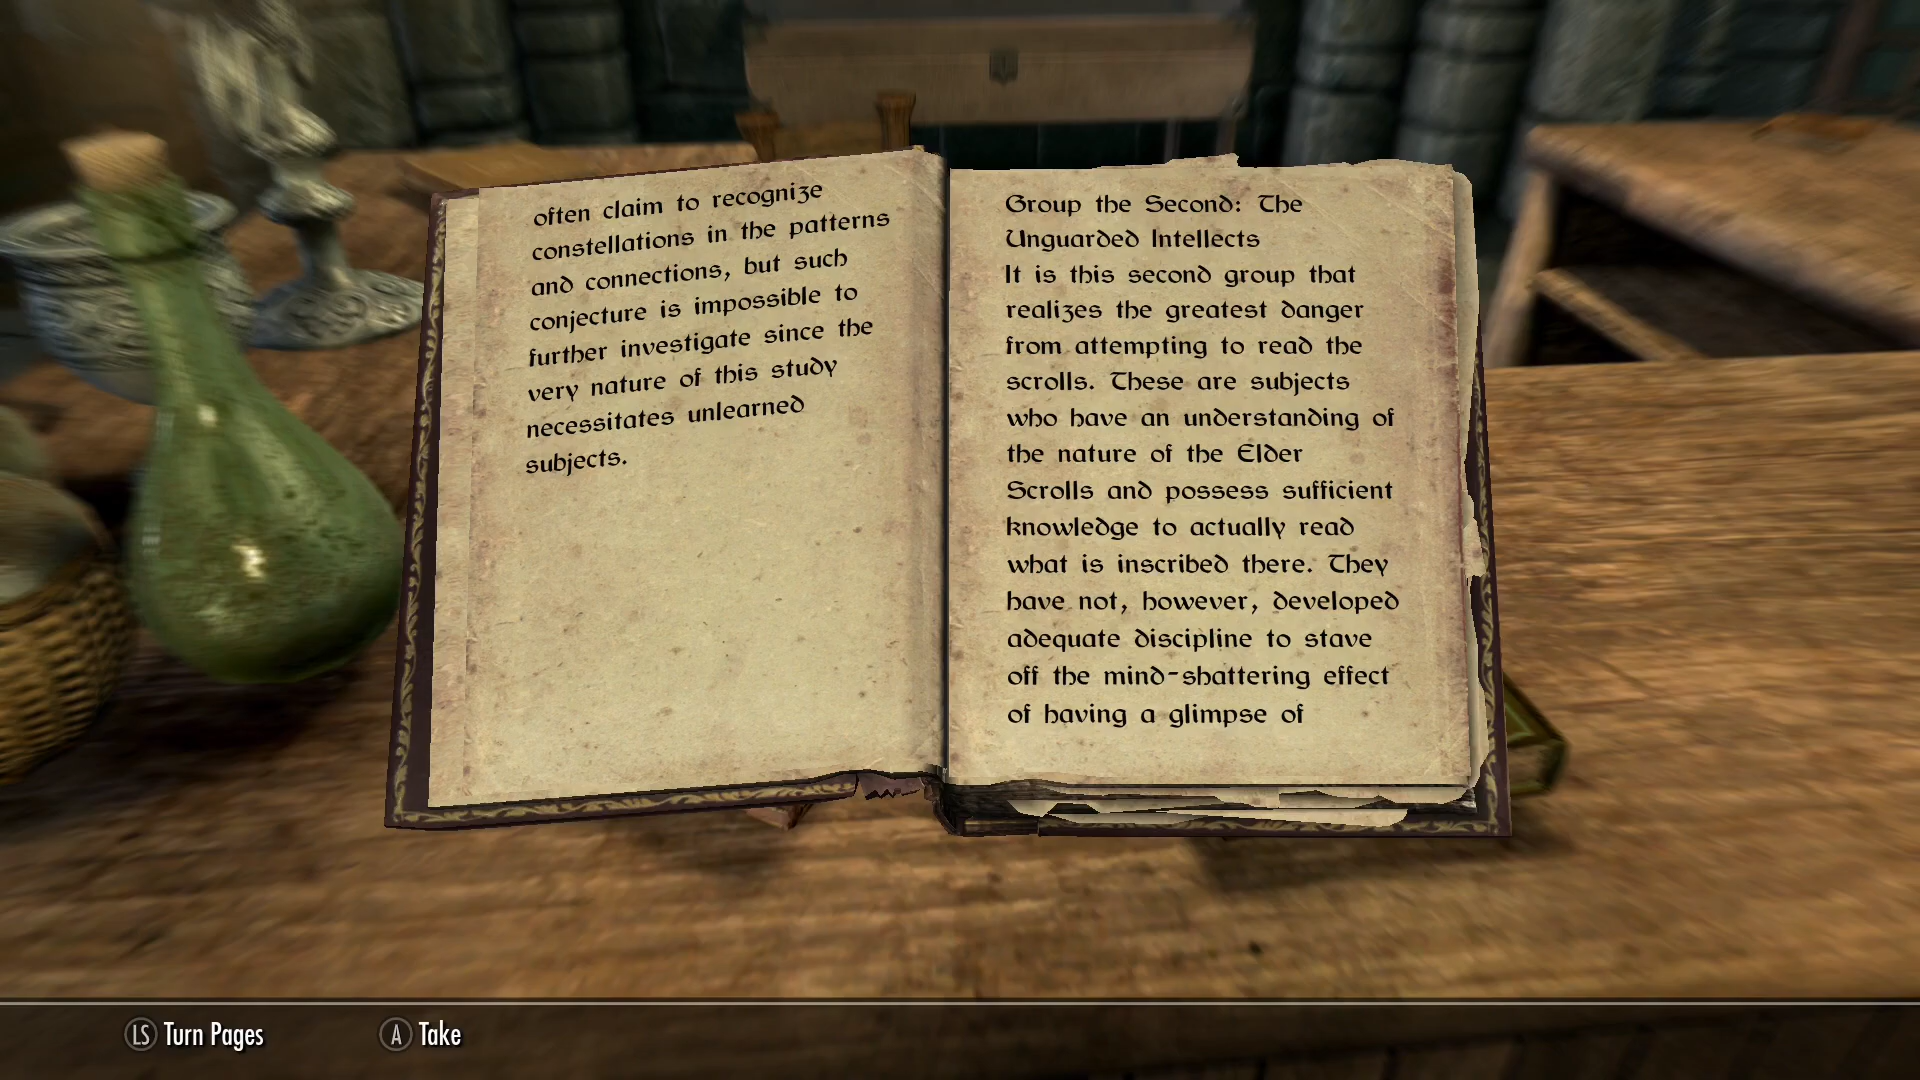 often claim to recognize
constellations in the patterns
and connections, but such
conjecture is impossible to
further investigate since the
very nature of this study
necessitates unlearned
subjects.
Group the Second: The
Unguarded Intellects
It is this second group that
realizes the greatest danger
from attempting to read the
scrolls. These are subjects
who have an understanding of
the nature of the Elder
Scrolls and possess sufficient
knowledge to actually read
what is inscribed there. They
have not, however, developed
adequate discipline to stave
off the mind-shattering effect
of having a glimpse of
LS Turn Pages
A Take